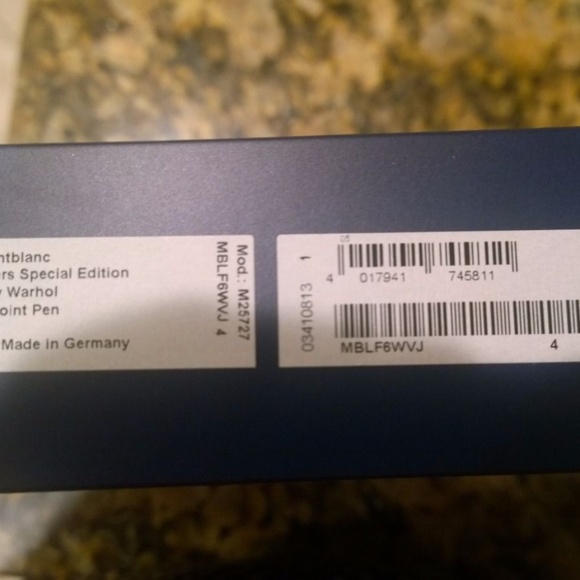 ntblanc
rs Special Edition
Warhol
oint Pen
Made in Germany
Mod.: M25727
MBLF6WVJ 4
03410813 1
4 017941 745811
MBLF6WVJ 4